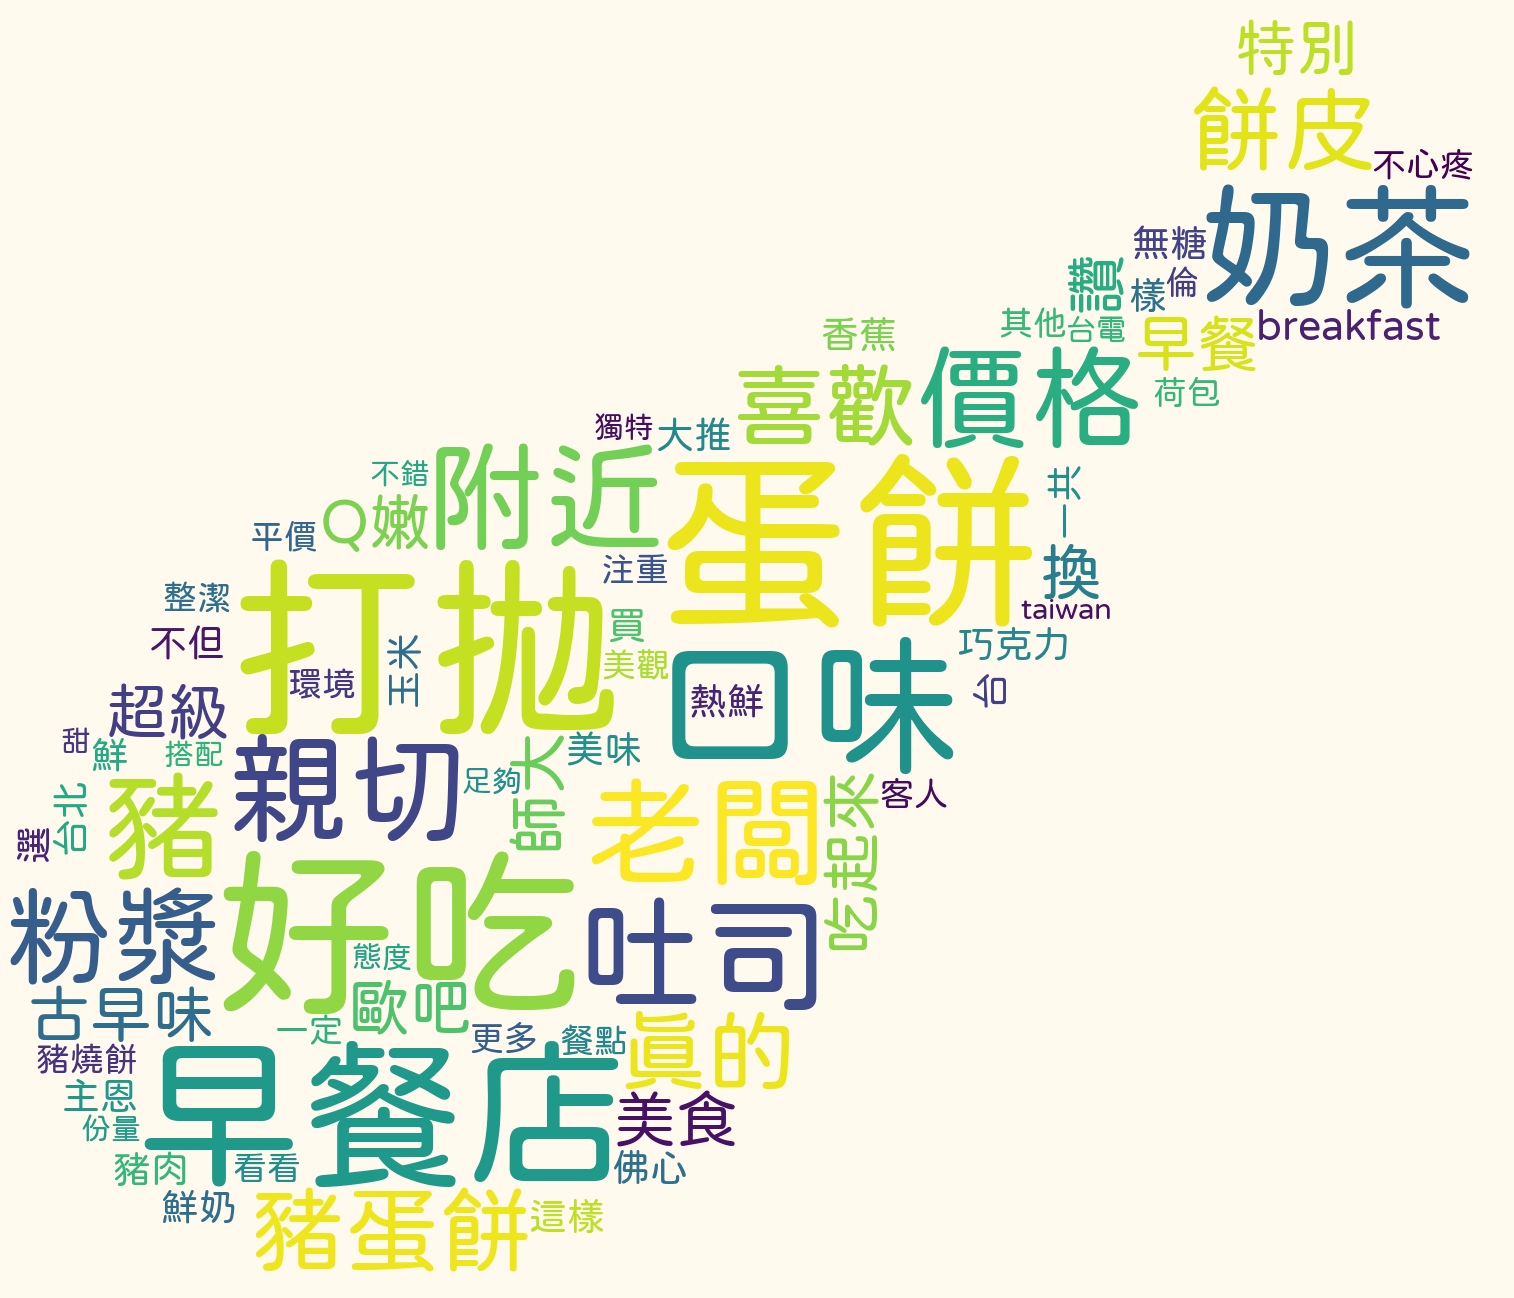 特別
餅皮
不心疼
奶茶
無糖
讚
倫
樣
breakfast
其他
台電
早餐
香蕉
價格
喜歡
荷包
獨特
大推
附近
不錯
蛋餅
一共
Q嫩
平價
換
注重
打拋
整潔
taiwan
買
不但
巧克力
口味
玉米
美觀
環境
台
熱鮮
超級
甜
鮮
搭配
親切
師大
美味
足夠
豬
台北
老闆
吃起來
客人
選
好吃
粉漿
吐司
態度
歐吧
古早味
一定
真的
更多
餐點
豬燒餅
早餐店
主恩
美食
份量
豬肉
看看
佛心
鮮奶
豬蛋餅
這樣